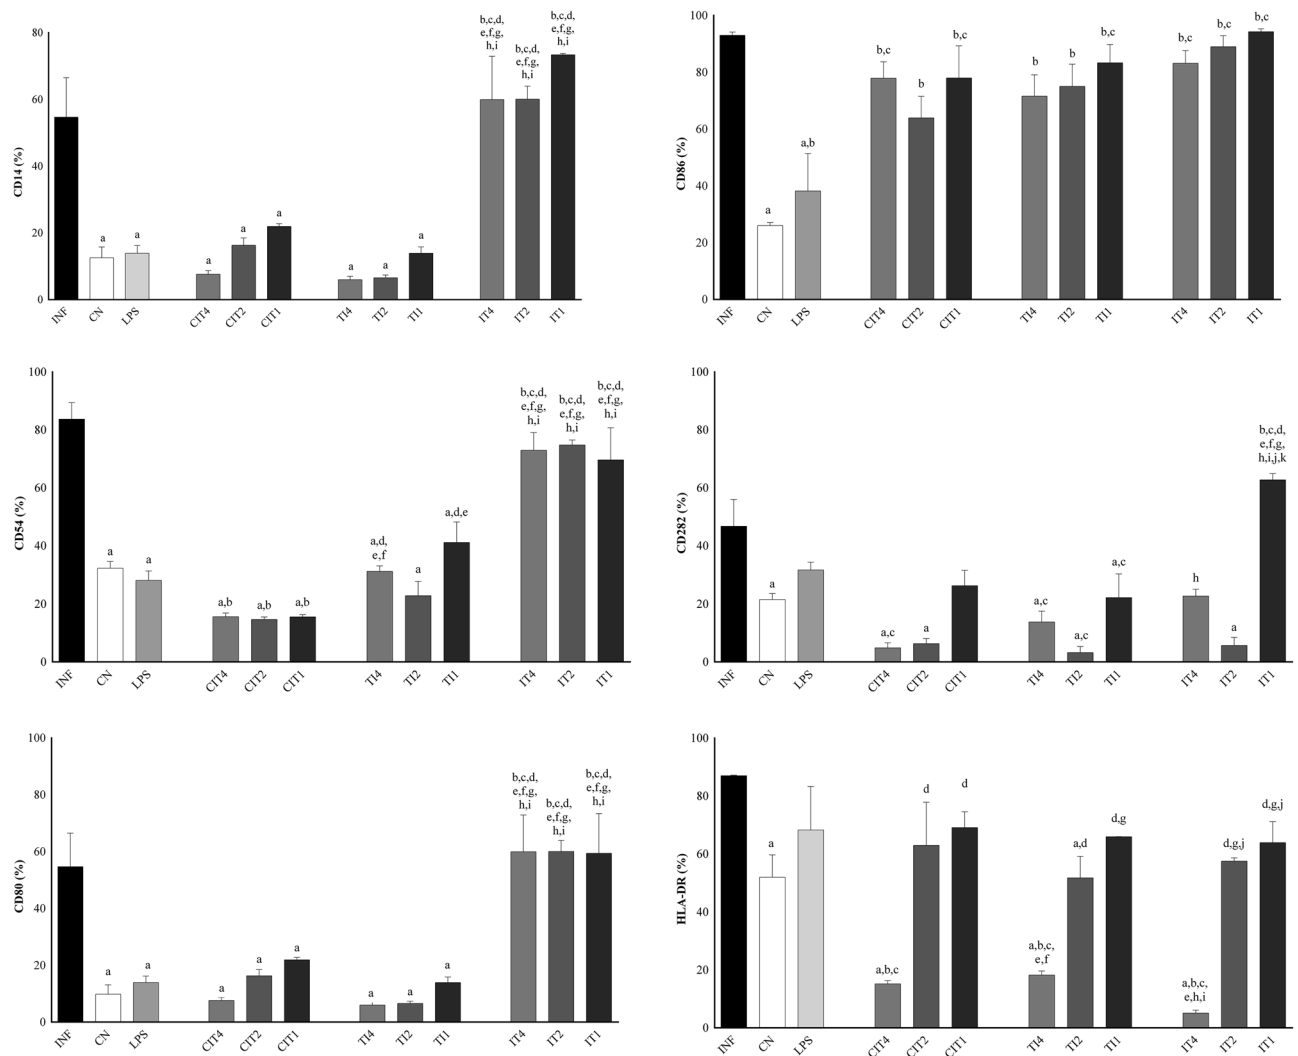 b,c,d,
e,f,g,
h,i
b,c,d,
e,f,g,
h,i
b,c,d,
e,f,g,
h,i
80
60
40
20
0
CD14 (%)
a
a
a
a
a
a
a
a
INF
CN
LPS
CIT4
CIT2
CIT1
TI4
TI2
TI1
IT4
IT2
IT1
100
80
60
40
20
0
CD86 (%)
a
a,b
b,c
b
b,c
b
b
b,c
b,c
b,c
b,c
INF
CN
LPS
CIT4
CIT2
CIT1
TI4
TI2
TI1
IT4
IT2
IT1
100
80
60
40
20
0
CD54 (%)
a
a
a,b
a,b
a,b
a,d,
e,f
a
a,d,e
b,c,d,
e,f,g,
h,i
b,c,d,
e,f,g,
h,i
b,c,d,
e,f,g,
h,i
INF
CN
LPS
CIT4
CIT2
CIT1
TI4
TI2
TI1
IT4
IT2
IT1
100
80
60
40
20
0
CD282 (%)
a
a,c
a
a,c
a,c
a,c
h
a
b,c,d,
e,f,g,
h,i,j,k
INF
CN
LPS
CIT4
CIT2
CIT1
TI4
TI2
TI1
IT4
IT2
IT1
100
80
60
40
20
0
CD80 (%)
a
a
a
a
a
a
a
a
b,c,d,
e,f,g,
h,i
b,c,d,
e,f,g,
h,i
b,c,d,
e,f,g,
h,i
INF
CN
LPS
CIT4
CIT2
CIT1
TI4
TI2
TI1
IT4
IT2
IT1
100
80
60
40
20
0
HLA-DR (%)
a
a,b,c
d
d
a,b,c,
e,f
a,d
d,g
a,b,c,
e,h,i
d,g,j
d,g,j
INF
CN
LPS
CIT4
CIT2
CIT1
TI4
TI2
TI1
IT4
IT2
IT1